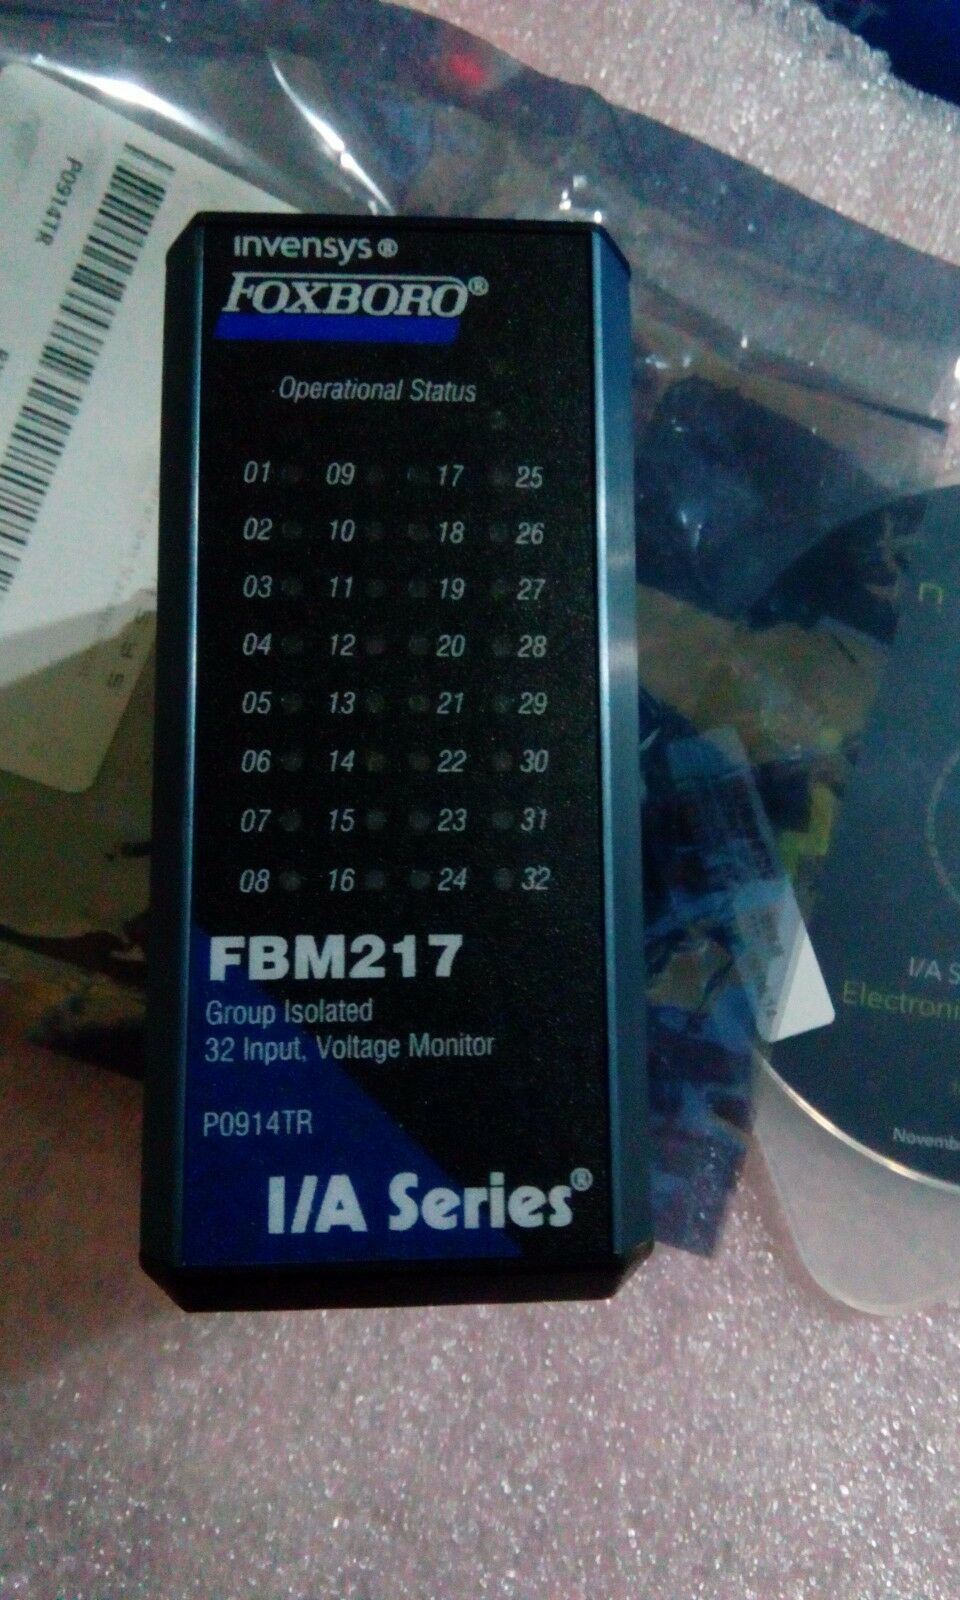 P0914TR
invensys®
FOXBORO®
Operational Status
01 09 17 25
02 10 18 26
03 11 19 27
04 12 20 28
05 13 21 29
06 14 22 30
07 15 23 31
08 16 24 32
FBM217
Group Isolated
32 Input, Voltage Monitor
P0914TR
I/A Series®
n
I/A S
Electroni
Novemb